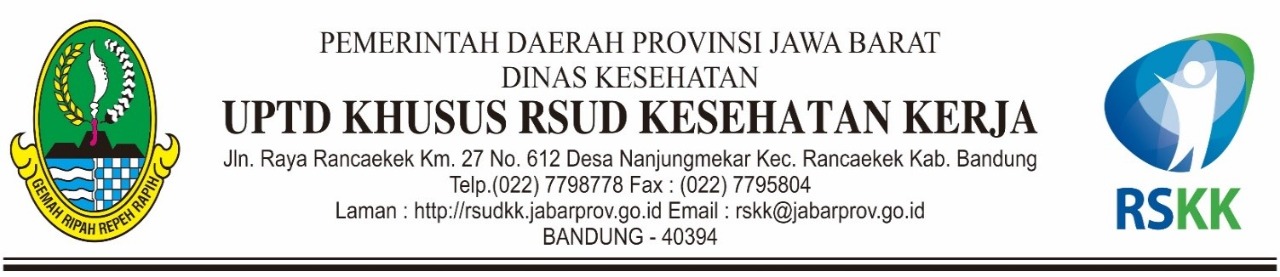 PEMERINTAH DAERAH PROVINSI JAWA BARAT
DINAS KESEHATAN
UPTD KHUSUS RSUD KESEHATAN KERJA
Jln. Raya Rancaekek Km. 27 No. 612 Desa Nanjungmekar Kec. Rancaekek Kab. Bandung
Telp.(022) 7798778 Fax : (022) 7795804
Laman : http://rsudkk.jabarprov.go.id Email : rskk@jabarprov.go.id
BANDUNG - 40394
GEMAH RIPAH REPEH RAPIH
RSKK